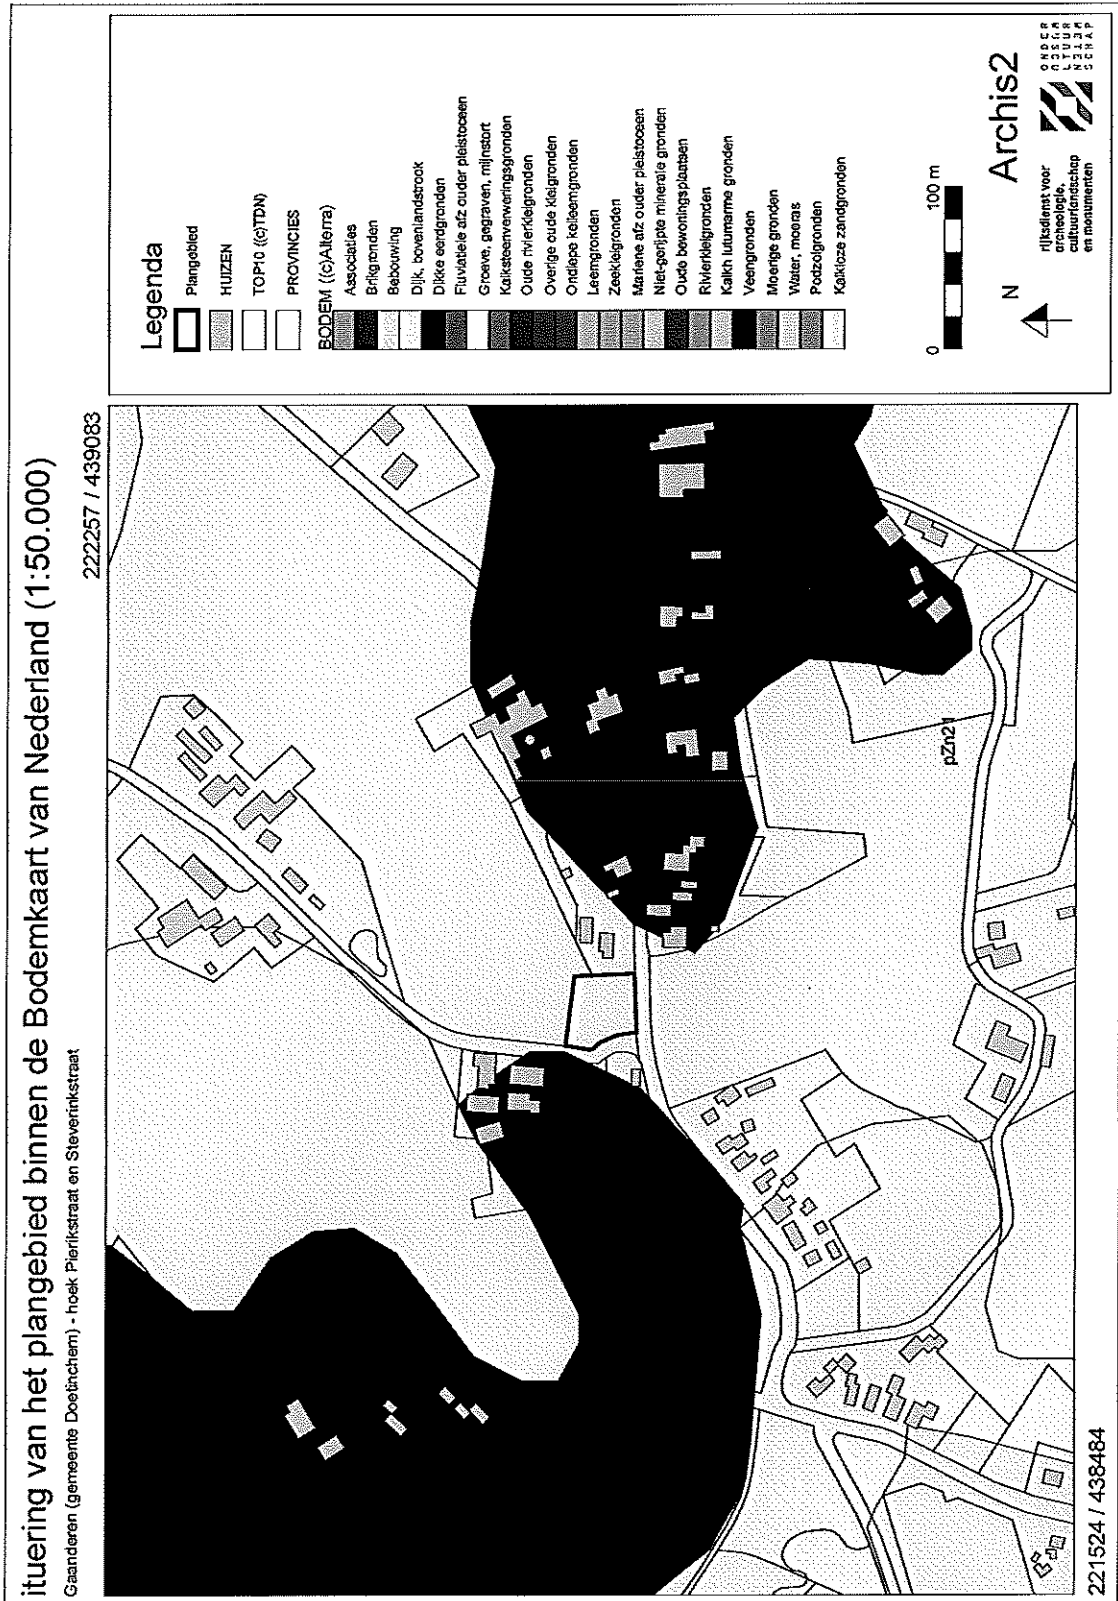 ituering van het plangebied binnen de Bodemkaart van Nederland (1:50.000)
Gaanderen (gemeente Doetinchem) - hoek Pierikstraat en Steverinkstraat
222257 / 439083
pZn21
221524 / 438484
Legenda
Plangebied
HUIZEN
TOP10 ((c)TDN)
PROVINCIES
BODEM ((c)Alterra)
Associaties
Brikgronden
Bebouwing
Dijk, bovenlandstrook
Dikke eerdgronden
Fluviatiele afz ouder pleistoceen
Groeve, gegraven, mijnstort
Kalksteenverweringsgronden
Oude rivierkleigronden
Overige oude kleigronden
Ondiepe keileemgronden
Leemgronden
Zeekleigronden
Mariene afz ouder pleistoceen
Niet-gerijpte minerale gronden
Oude bewoningsplaatsen
Rivierkleigronden
Kalkh lutumarme gronden
Veengronden
Moerige gronden
Water, moeras
Podzolgronden
Kalkloze zandgronden
0 100 m
N
Archis2
rijksdienst voor
archeologie,
cultuurlandschap
en monumenten
ONDER
LTUUR
SCHAP